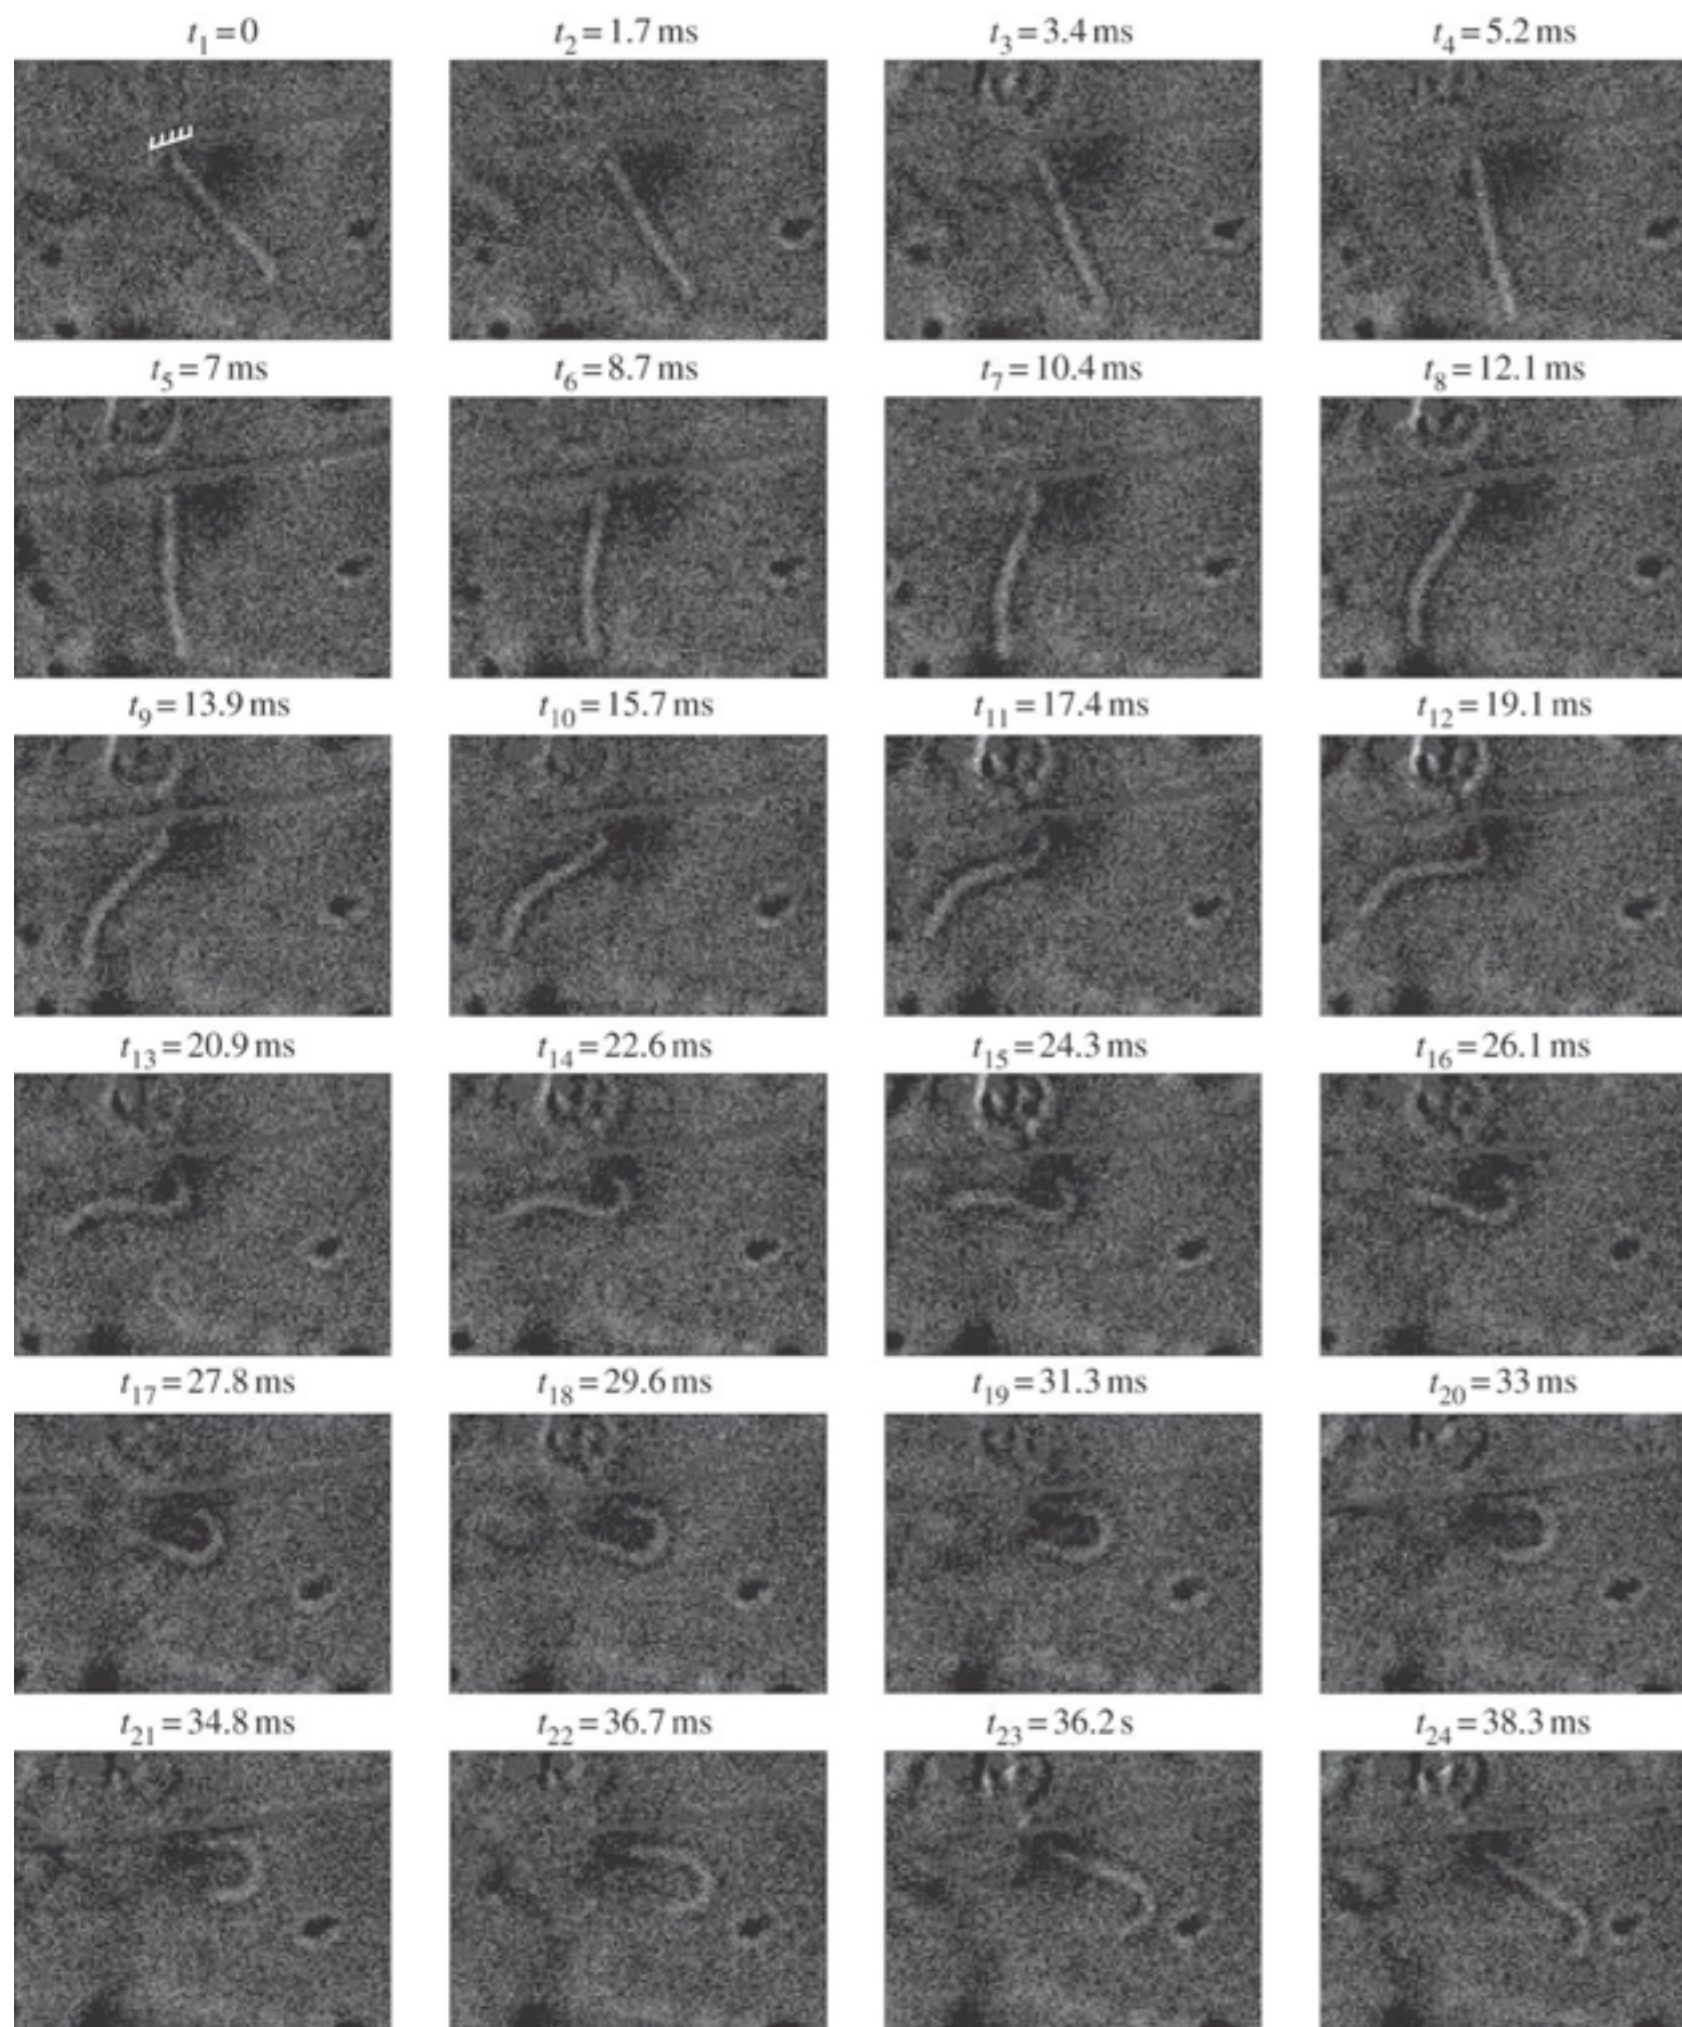 t₁=0 t₂=1.7 ms t₃=3.4 ms t₄=5.2 ms
t₅=7 ms t₆=8.7 ms t₇=10.4 ms t₈=12.1 ms
t₉=13.9 ms t₁₀=15.7 ms t₁₁=17.4 ms t₁₂=19.1 ms
t₁₃=20.9 ms t₁₄=22.6 ms t₁₅=24.3 ms t₁₆=26.1 ms
t₁₇=27.8 ms t₁₈=29.6 ms t₁₉=31.3 ms t₂₀=33 ms
t₂₁=34.8 ms t₂₂=36.7 ms t₂₃=36.2 s t₂₄=38.3 ms